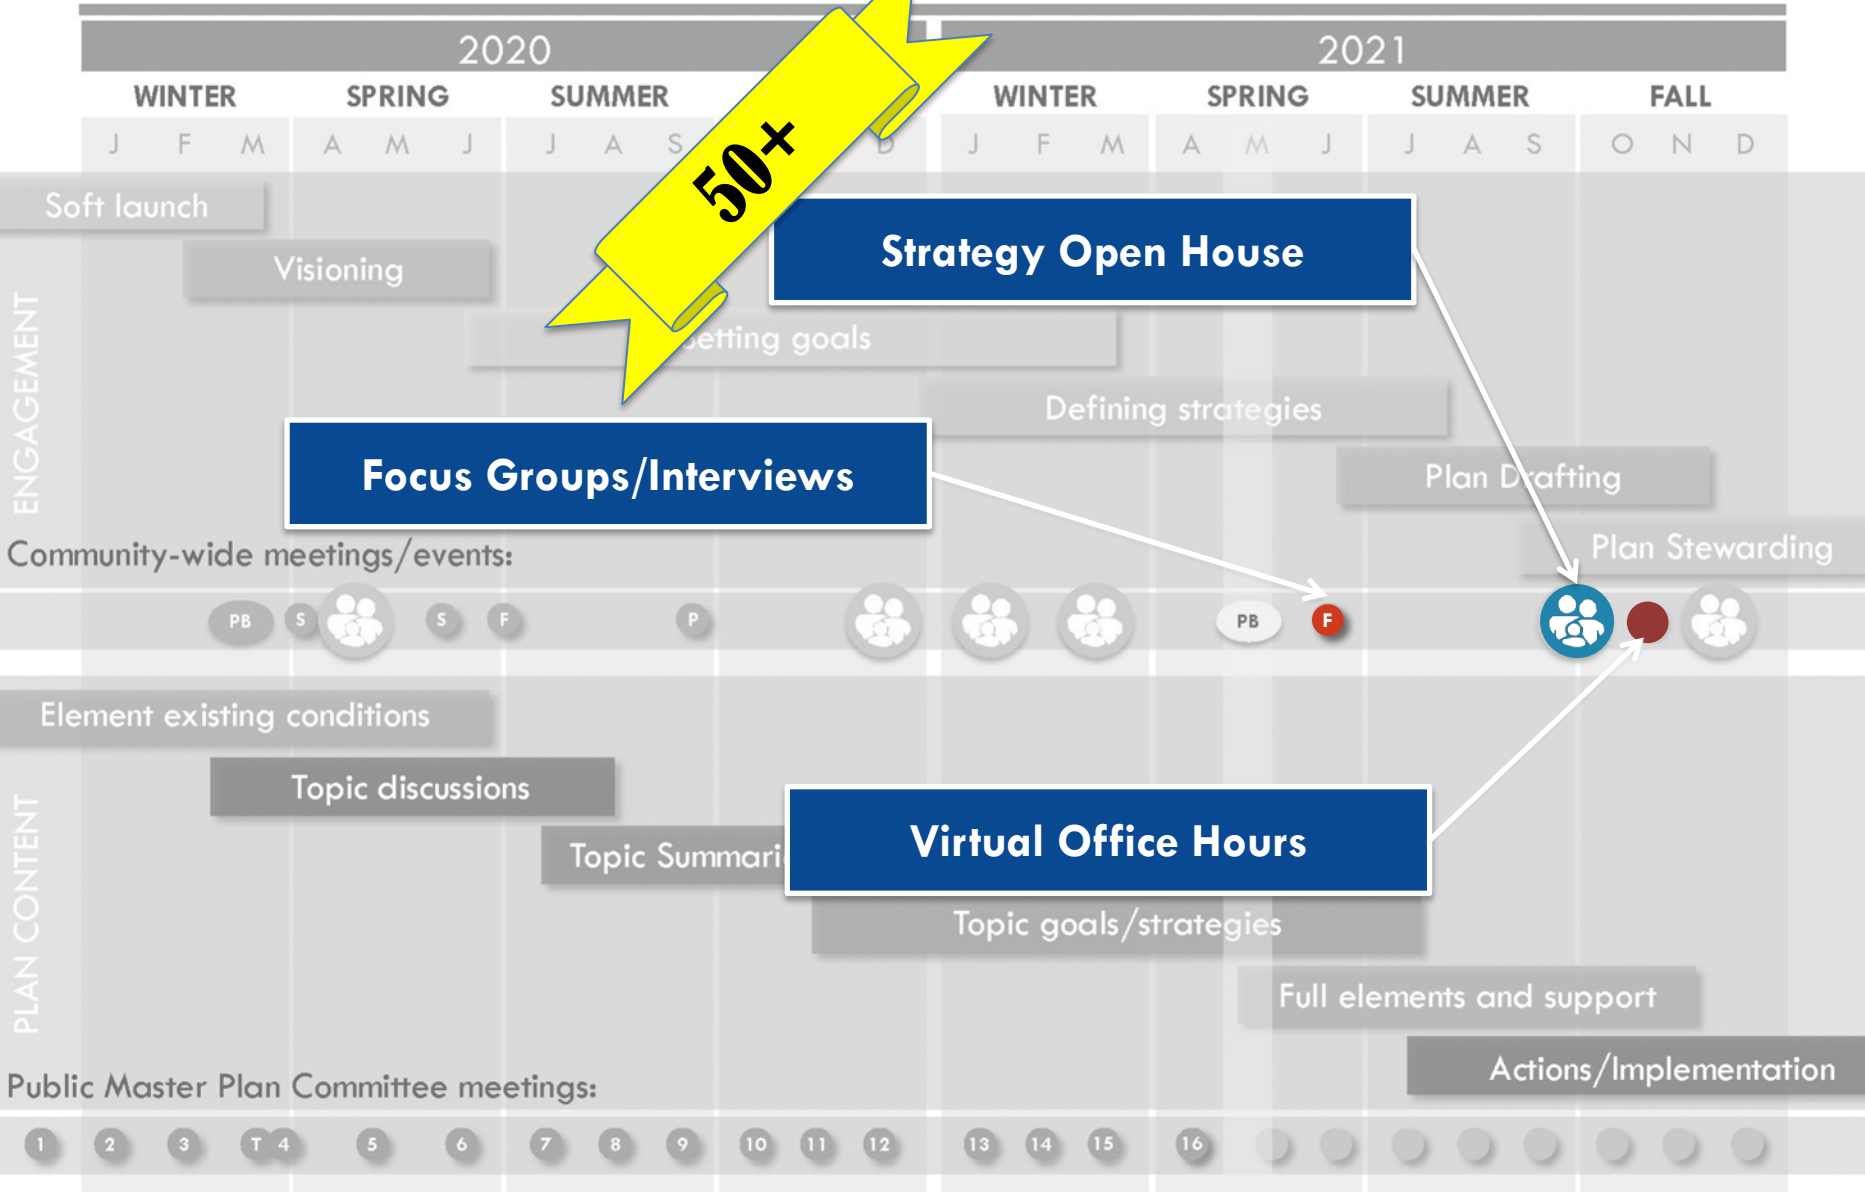 2020 2021
WINTER SPRING SUMMER WINTER SPRING SUMMER FALL
J F M A M J J A S D J F M A M J J A S O N D
50+
Soft launch
Strategy Open House
Visioning
Setting goals
Defining strategies
Focus Groups/Interviews
Plan Drafting
ENGAGEMENT
Plan Stewarding
Community-wide meetings/events:
PB S S F P PB F
Element existing conditions
Topic discussions
Virtual Office Hours
Topic Summari
Topic goals/strategies
PLAN CONTENT
Full elements and support
Actions/Implementation
Public Master Plan Committee meetings:
1 2 3 T 4 5 6 7 8 9 10 11 12 13 14 15 16